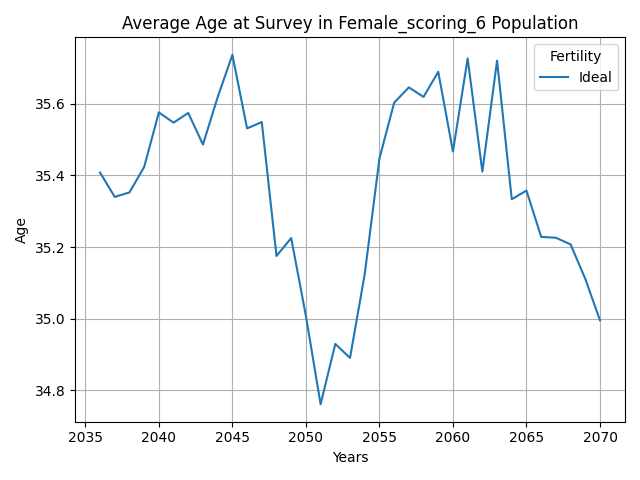 Average Age at Survey in Female_scoring_6 Population
Fertility
Ideal
35.6
35.4
35.2
35.0
34.8
Age
2035 2040 2045 2050 2055 2060 2065 2070
Years